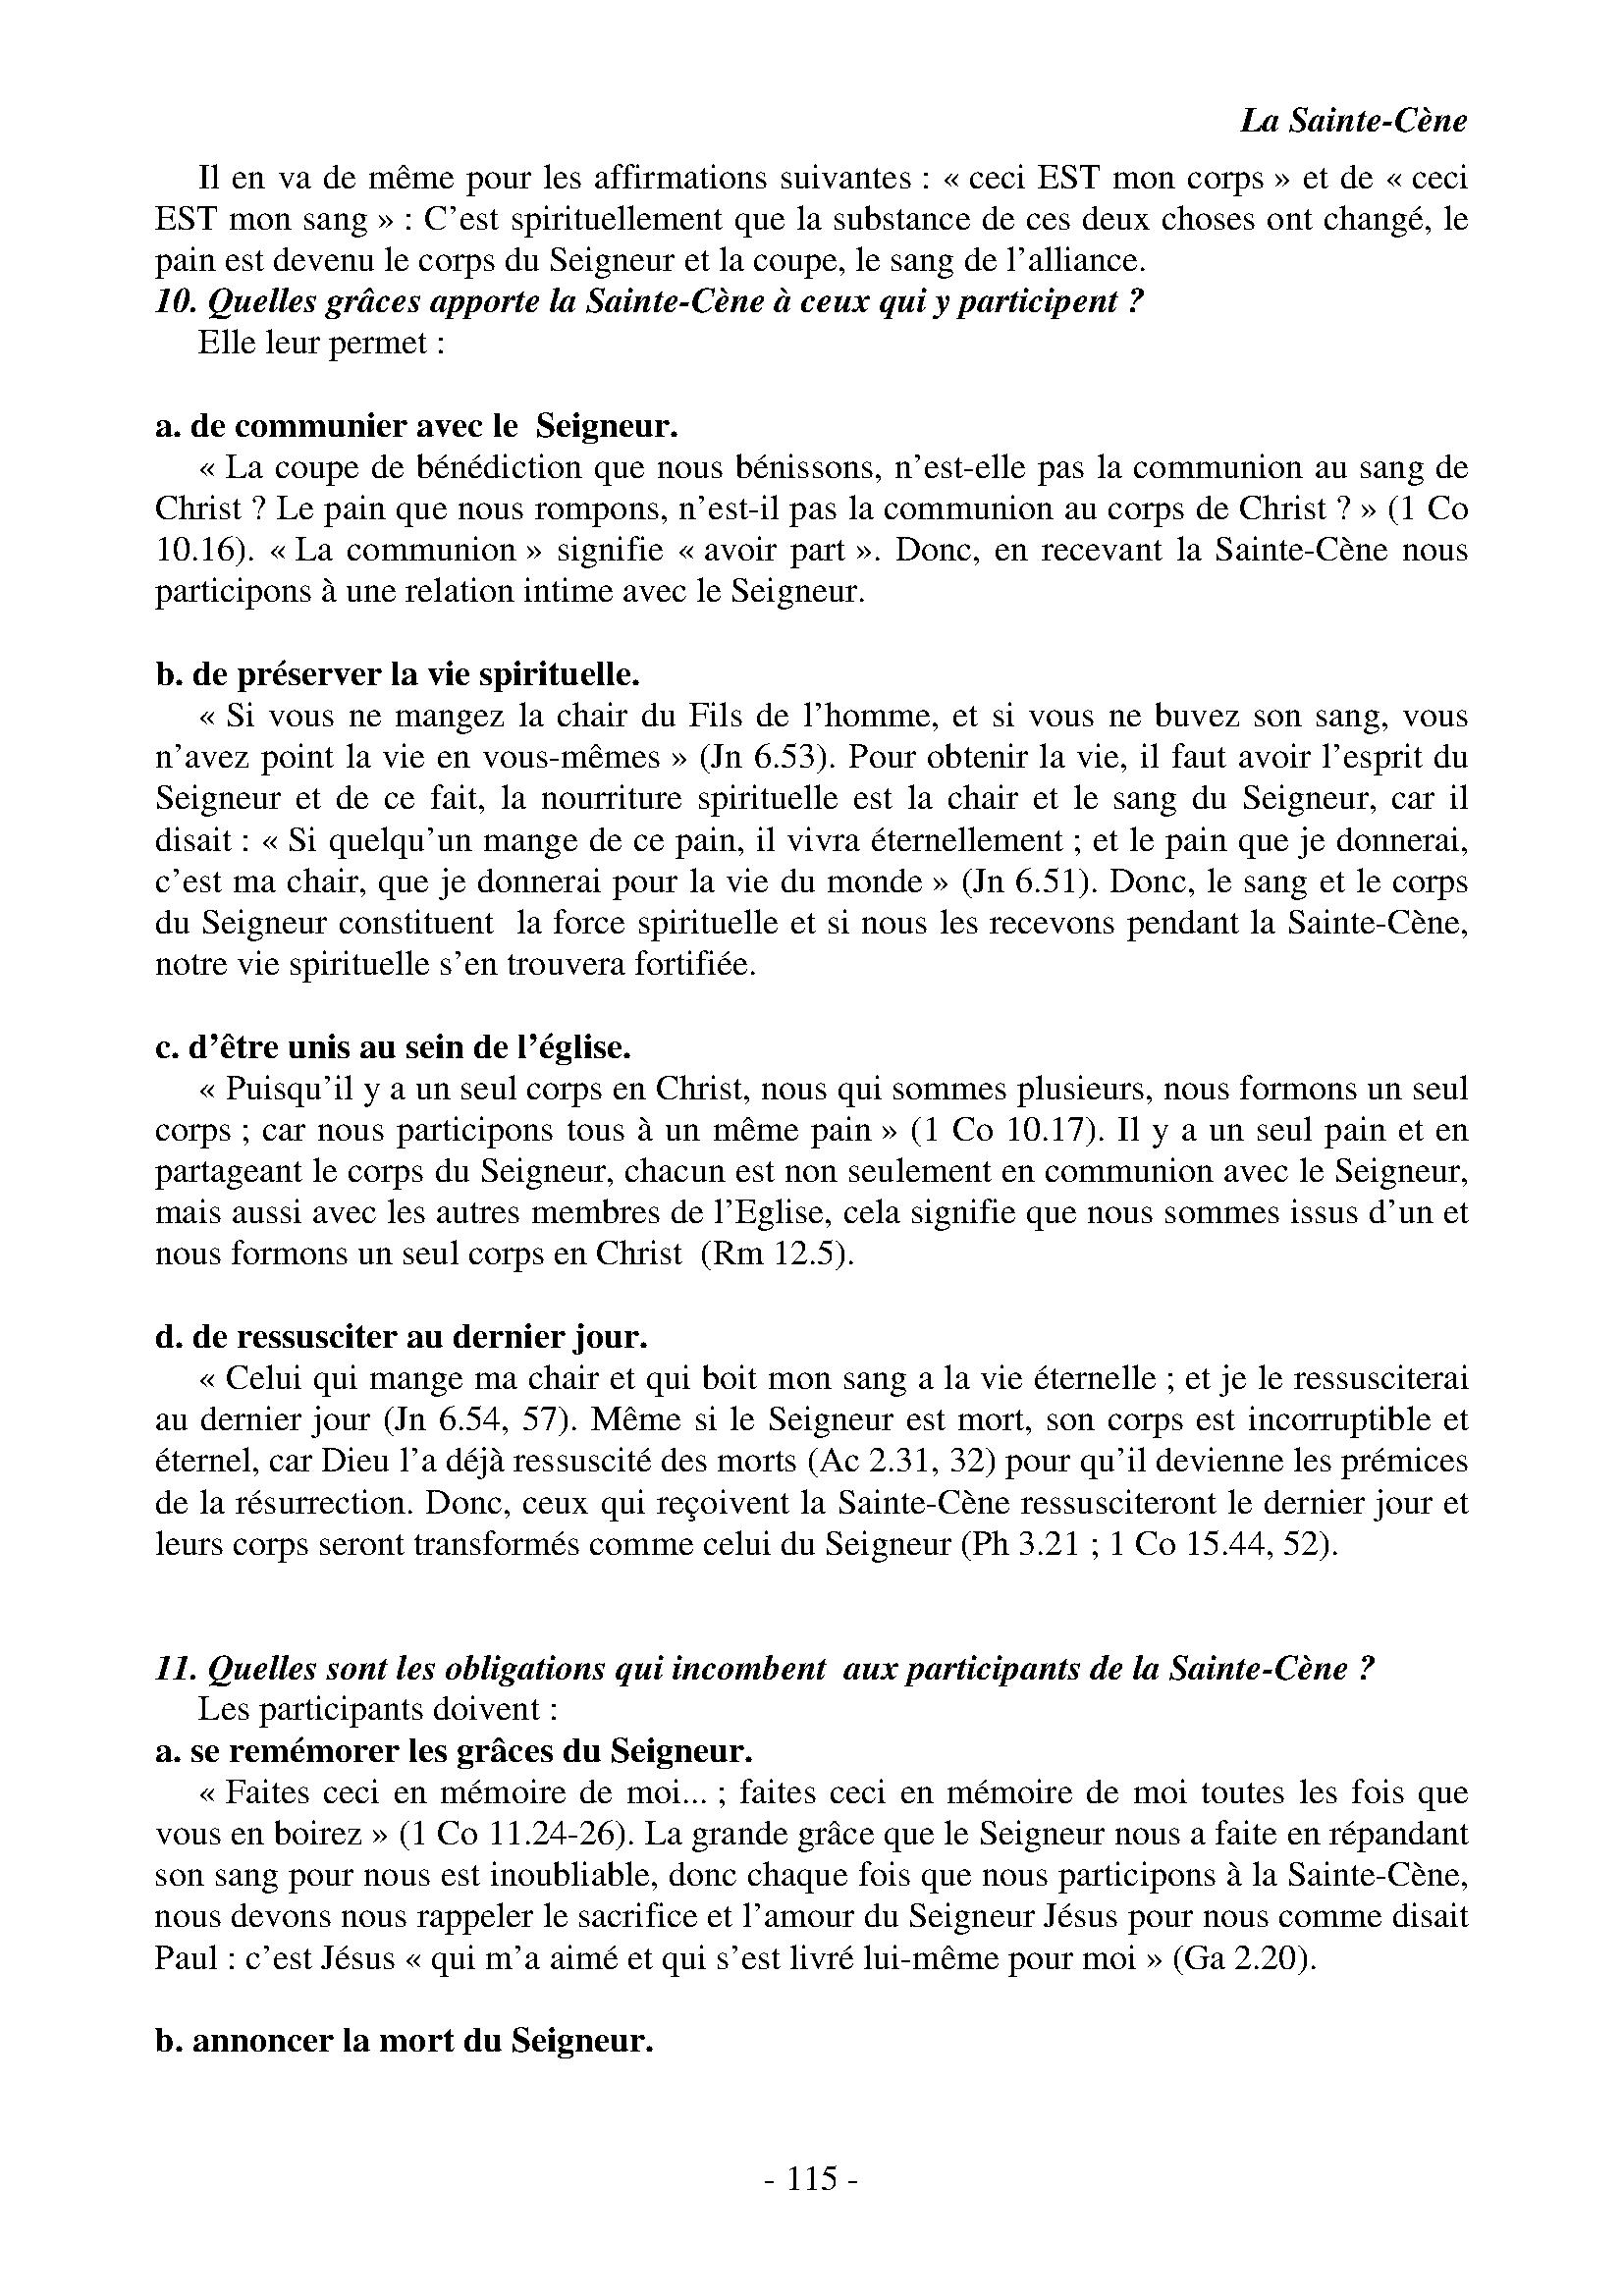 La Sainte-Cène
Il en va de même pour les affirmations suivantes : « ceci EST mon corps » et de « ceci
EST mon sang » : C’est spirituellement que la substance de ces deux choses ont changé, le
pain est devenu le corps du Seigneur et la coupe, le sang de l’alliance.
10. Quelles grâces apporte la Sainte-Cène à ceux qui y participent ?
Elle leur permet :
a. de communier avec le Seigneur.
« La coupe de bénédiction que nous bénissons, n’est-elle pas la communion au sang de
Christ ? Le pain que nous rompons, n’est-il pas la communion au corps de Christ ? » (1 Co
10.16). « La communion » signifie « avoir part ». Donc, en recevant la Sainte-Cène nous
participons à une relation intime avec le Seigneur.
b. de préserver la vie spirituelle.
« Si vous ne mangez la chair du Fils de l’homme, et si vous ne buvez son sang, vous
n’avez point la vie en vous-mêmes » (Jn 6.53). Pour obtenir la vie, il faut avoir l’esprit du
Seigneur et de ce fait, la nourriture spirituelle est la chair et le sang du Seigneur, car il
disait : « Si quelqu’un mange de ce pain, il vivra éternellement ; et le pain que je donnerai,
c’est ma chair, que je donnerai pour la vie du monde » (Jn 6.51). Donc, le sang et le corps
du Seigneur constituent la force spirituelle et si nous les recevons pendant la Sainte-Cène,
notre vie spirituelle s’en trouvera fortifiée.
c. d’être unis au sein de l’église.
« Puisqu’il y a un seul corps en Christ, nous qui sommes plusieurs, nous formons un seul
corps ; car nous participons tous à un même pain » (1 Co 10.17). Il y a un seul pain et en
partageant le corps du Seigneur, chacun est non seulement en communion avec le Seigneur,
mais aussi avec les autres membres de l’Eglise, cela signifie que nous sommes issus d’un et
nous formons un seul corps en Christ (Rm 12.5).
d. de ressusciter au dernier jour.
« Celui qui mange ma chair et qui boit mon sang a la vie éternelle ; et je le ressusciterai
au dernier jour (Jn 6.54, 57). Même si le Seigneur est mort, son corps est incorruptible et
éternel, car Dieu l’a déjà ressuscité des morts (Ac 2.31, 32) pour qu’il devienne les prémices
de la résurrection. Donc, ceux qui reçoivent la Sainte-Cène ressusciteront le dernier jour et
leurs corps seront transformés comme celui du Seigneur (Ph 3.21 ; 1 Co 15.44, 52).
11. Quelles sont les obligations qui incombent aux participants de la Sainte-Cène ?
Les participants doivent :
a. se remémorer les grâces du Seigneur.
« Faites ceci en mémoire de moi... ; faites ceci en mémoire de moi toutes les fois que
vous en boirez » (1 Co 11.24-26). La grande grâce que le Seigneur nous a faite en répandant
son sang pour nous est inoubliable, donc chaque fois que nous participons à la Sainte-Cène,
nous devons nous rappeler le sacrifice et l’amour du Seigneur Jésus pour nous comme disait
Paul : c’est Jésus « qui m’a aimé et qui s’est livré lui-même pour moi » (Ga 2.20).
b. annoncer la mort du Seigneur.
- 115 -